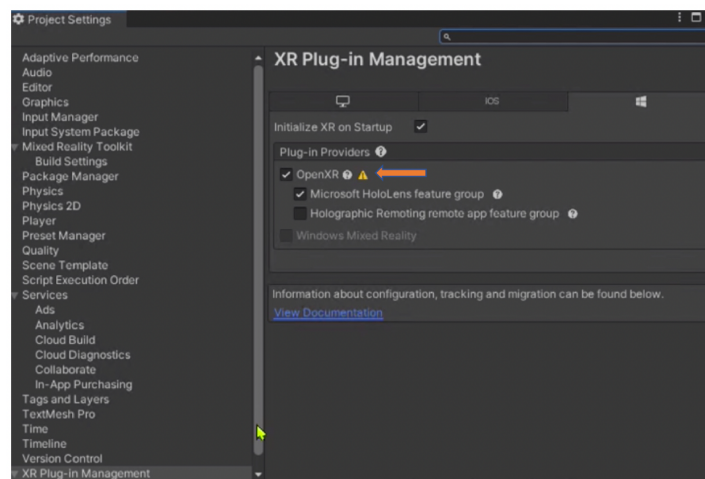 Project Settings
Adaptive Performance
Audio
Editor
Graphics
Input Manager
Input System Package
Mixed Reality Toolkit
Build Settings
Package Manager
Physics
Physics 2D
Player
Preset Manager
Quality
Scene Template
Script Execution Order
Services
Ads
Analytics
Cloud Build
Cloud Diagnostics
Collaborate
In-App Purchasing
Tags and Layers
TextMesh Pro
Time
Timeline
Version Control
XR Plug-in Management
XR Plug-in Management
iOS
Initialize XR on Startup
Plug-in Providers
OpenXR
Microsoft HoloLens feature group
Holographic Remoting remote app feature group
Windows Mixed Reality
Information about configuration, tracking and migration can be found below.
View Documentation